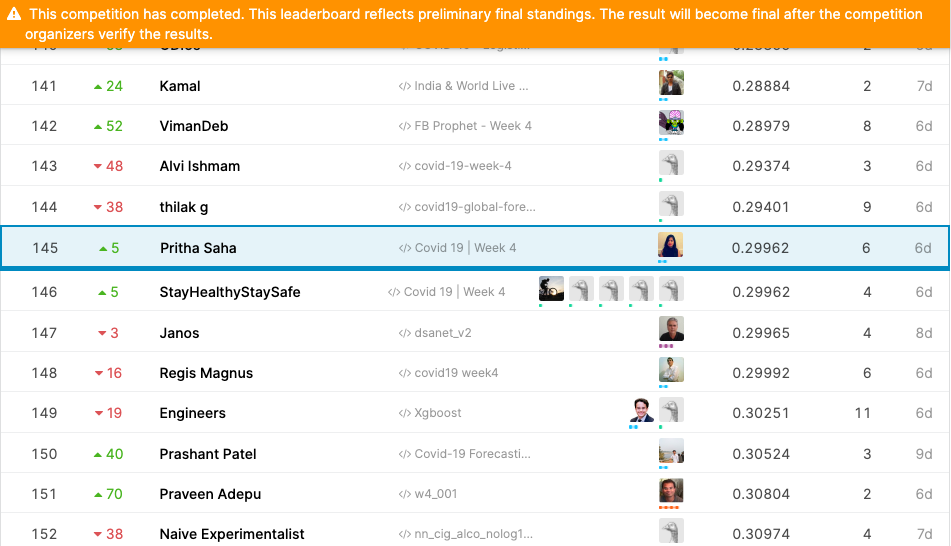 This competition has completed. This leaderboard reflects preliminary final standings. The result will become final after the competition
organizers verify the results.
141 24 Kamal </> India & World Live ... 0.28884 2 7d
142 52 VimanDeb </> FB Prophet - Week 4 0.28979 8 6d
143 48 Alvi Ishmam </> covid-19-week-4 0.29374 3 6d
144 38 thilak g </> covid19-global-fore... 0.29401 9 6d
145 5 Pritha Saha </> Covid 19 | Week 4 0.29962 6 6d
146 5 StayHealthyStaySafe </> Covid 19 | Week 4 0.29962 4 6d
147 3 Janos </> dsanet_v2 0.29965 4 8d
148 16 Regis Magnus </> covid19 week4 0.29992 6 6d
149 19 Engineers </> Xgboost 0.30251 11 6d
150 40 Prashant Patel </> Covid-19 Forecasti... 0.30524 3 9d
151 70 Praveen Adepu </> w4_001 0.30804 2 6d
152 38 Naive Experimentalist </> nn_cig_alco_nolog1... 0.30974 4 7d